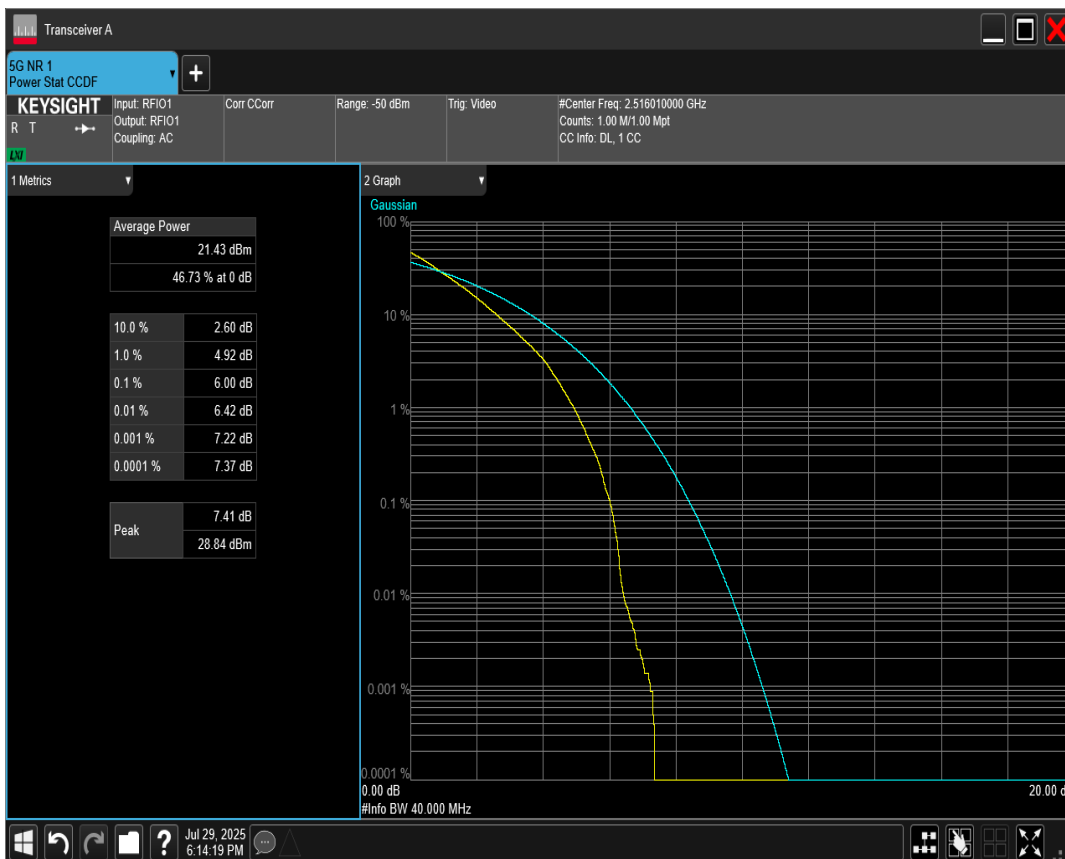 Transceiver A
5G NR 1
Power Stat CCDF
+
KEYSIGHT
R T
LXI
Input: RFIO1
Output: RFIO1
Coupling: AC
Corr CCorr
Range: -50 dBm
Trig: Video
#Center Freq: 2.516010000 GHz
Counts: 1.00 M/1.00 Mpt
CC Info: DL, 1 CC
1 Metrics
Average Power
21.43 dBm
46.73 % at 0 dB
10.0 % 2.60 dB
1.0 % 4.92 dB
0.1 % 6.00 dB
0.01 % 6.42 dB
0.001 % 7.22 dB
0.0001 % 7.37 dB
Peak 7.41 dB
28.84 dBm
2 Graph
Gaussian
100 %
10 %
1 %
0.1 %
0.01 %
0.001 %
0.0001 %
0.00 dB 20.00 d
#Info BW 40.000 MHz
?
Jul 29, 2025
6:14:19 PM